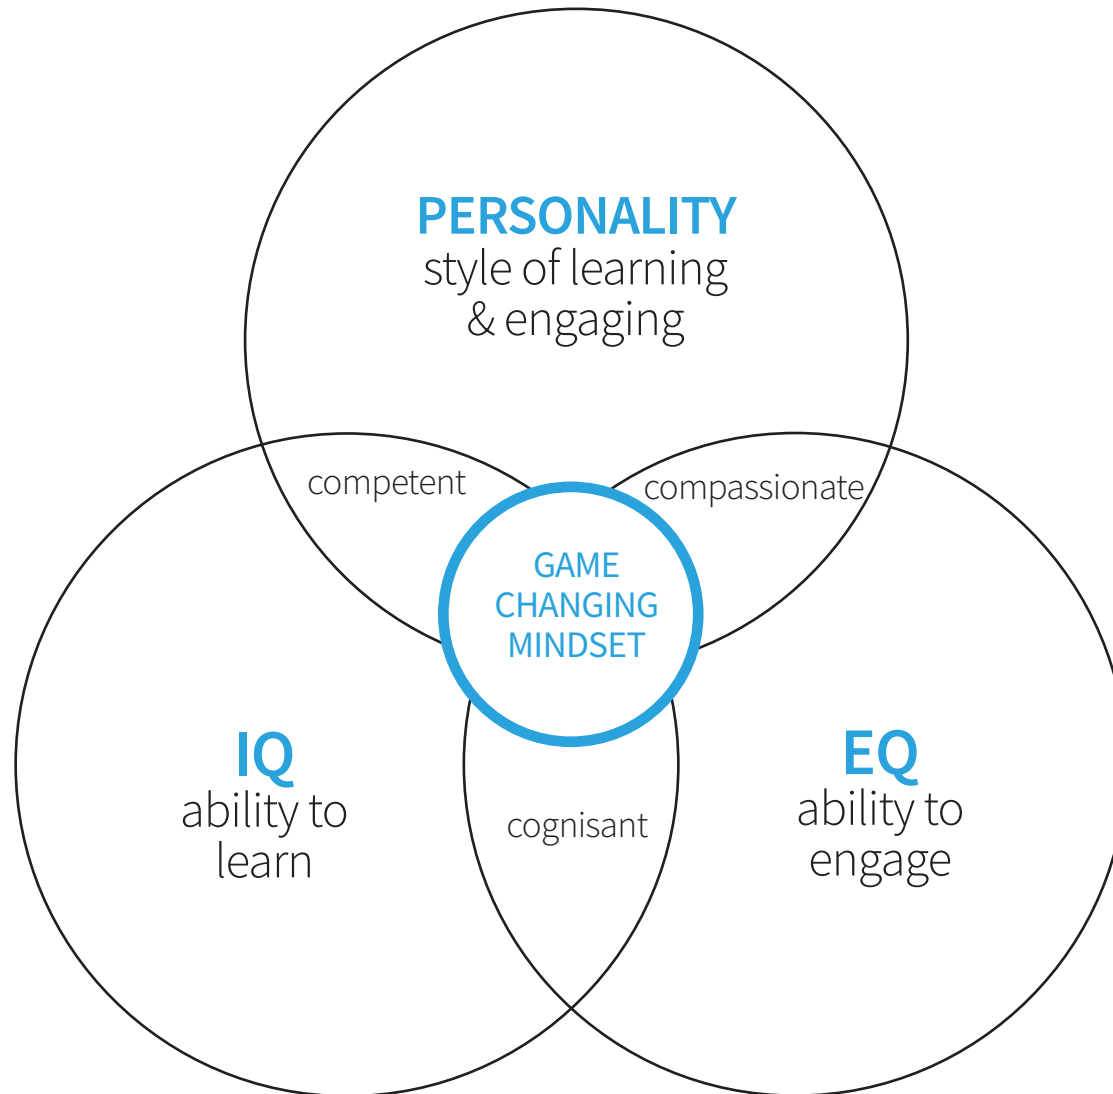 PERSONALITY
style of learning
& engaging
competent
compassionate
GAME
CHANGING
MINDSET
IQ
ability to
learn
cognisant
EQ
ability to
engage